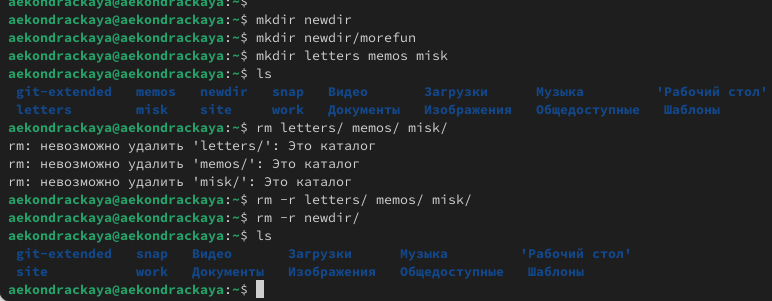 aekondrackaya@aekondrackaya:~$
aekondrackaya@aekondrackaya:~$ mkdir newdir
aekondrackaya@aekondrackaya:~$ mkdir newdir/morefun
aekondrackaya@aekondrackaya:~$ mkdir letters memos misk
aekondrackaya@aekondrackaya:~$ ls
git-extended memos newdir snap Видео Загрузки Музыка 'Рабочий стол'
letters misk site work Документы Изображения Общедоступные Шаблоны
aekondrackaya@aekondrackaya:~$ rm letters/ memos/ misk/
rm: невозможно удалить 'letters/': Это каталог
rm: невозможно удалить 'memos/': Это каталог
rm: невозможно удалить 'misk/': Это каталог
aekondrackaya@aekondrackaya:~$ rm -r letters/ memos/ misk/
aekondrackaya@aekondrackaya:~$ rm -r newdir/
aekondrackaya@aekondrackaya:~$ ls
git-extended snap Видео Загрузки Музыка 'Рабочий стол'
site work Документы Изображения Общедоступные Шаблоны
aekondrackaya@aekondrackaya:~$